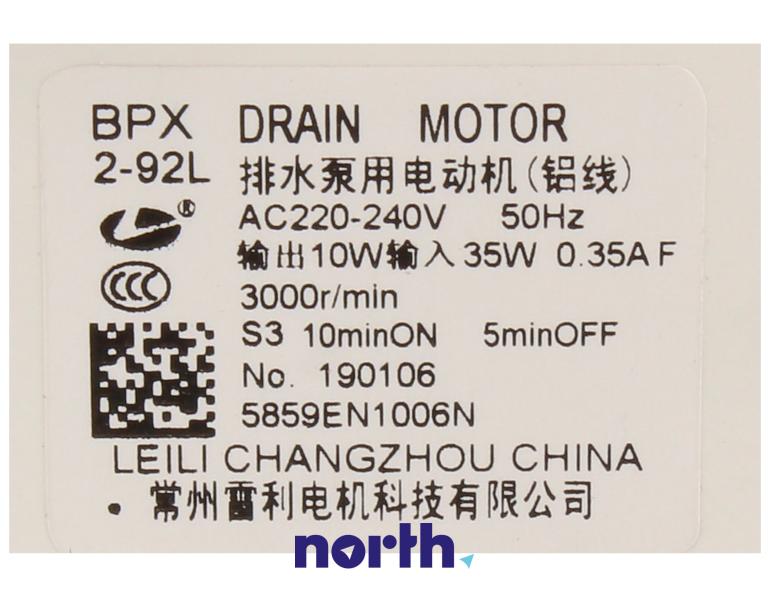 BPX DRAIN MOTOR
2-92L 排水泵用电动机(铝线)
® AC220-240V 50Hz
输出10W输入35W 0.35A F
CCC 3000r/min
S3 10minON 5minOFF
No. 190106
5859EN1006N
LEILI CHANGZHOU CHINA
. 常州雷利电机科技有限公司
north.